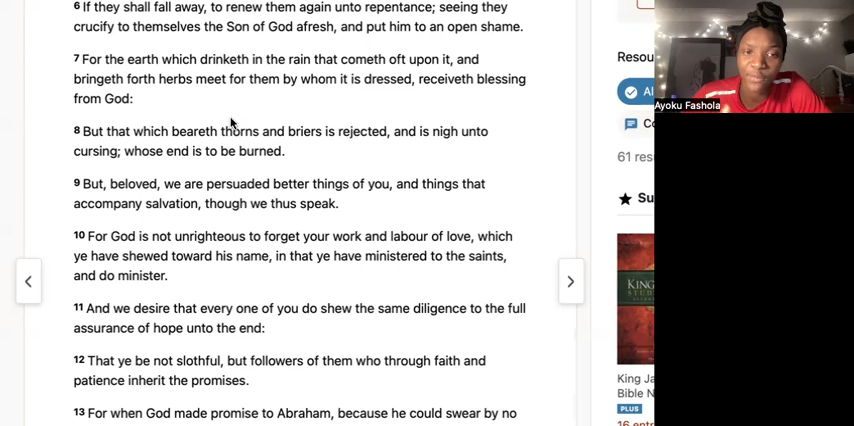 6 If they shall fall away, to renew them again unto repentance; seeing they
crucify to themselves the Son of God afresh, and put him to an open shame.
7 For the earth which drinketh in the rain that cometh oft upon it, and
bringeth forth herbs meet for them by whom it is dressed, receiveth blessing
from God:
8 But that which beareth thorns and briers is rejected, and is nigh unto
cursing; whose end is to be burned.
9 But, beloved, we are persuaded better things of you, and things that
accompany salvation, though we thus speak.
10 For God is not unrighteous to forget your work and labour of love, which
ye have shewed toward his name, in that ye have ministered to the saints,
and do minister.
11 And we desire that every one of you do shew the same diligence to the full
assurance of hope unto the end:
12 That ye be not slothful, but followers of them who through faith and
patience inherit the promises.
13 For when God made promise to Abraham, because he could swear by no
Resou
Al
Co
61 res
Su
KING
STUD
King Ja
Bible N
PLUS
16 entr
Ayoku Fashola